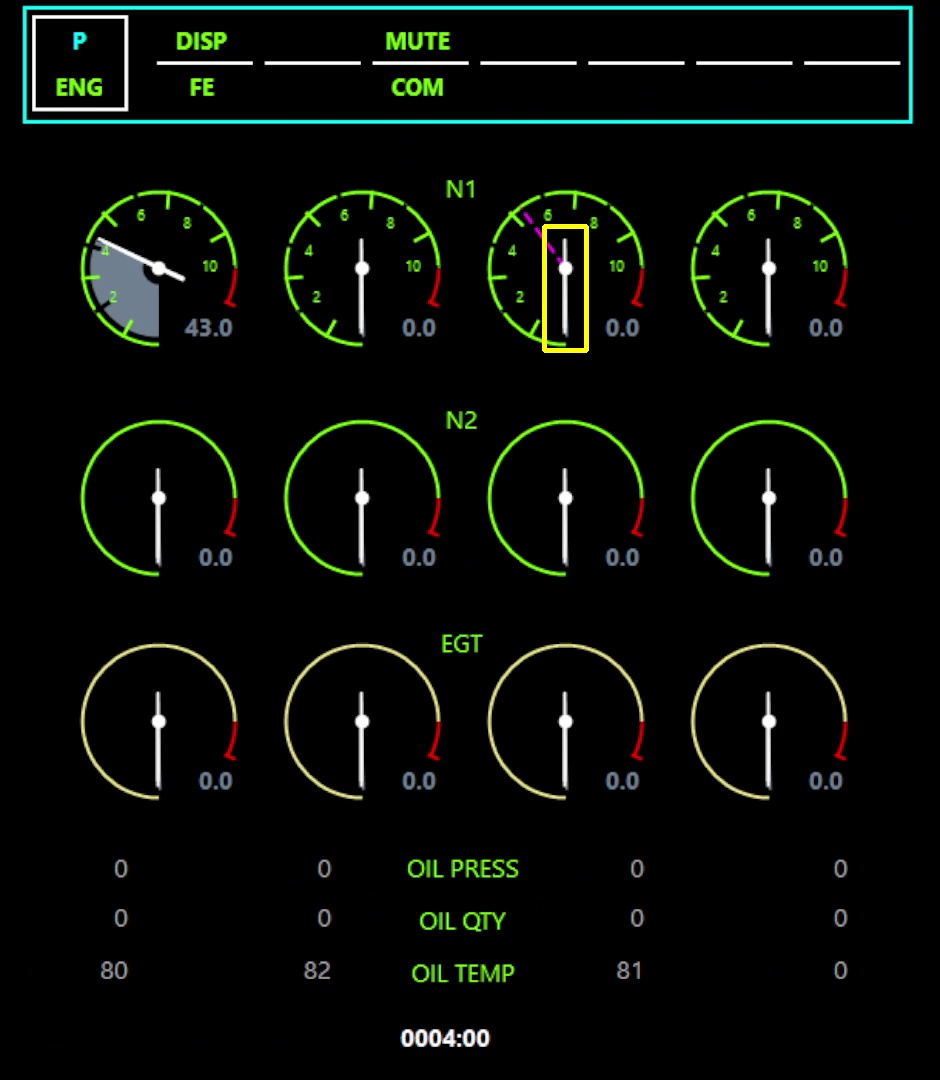 P DISP MUTE
ENG FE COM
N1
2 4 6 8 10 43.0
2 4 6 8 10 0.0
2 4 6 8 10 0.0
2 4 6 8 10 0.0
N2
0.0 0.0 0.0 0.0
EGT
0.0 0.0 0.0 0.0
0 0 OIL PRESS 0 0
0 0 OIL QTY 0 0
80 82 OIL TEMP 81 0
0004:00